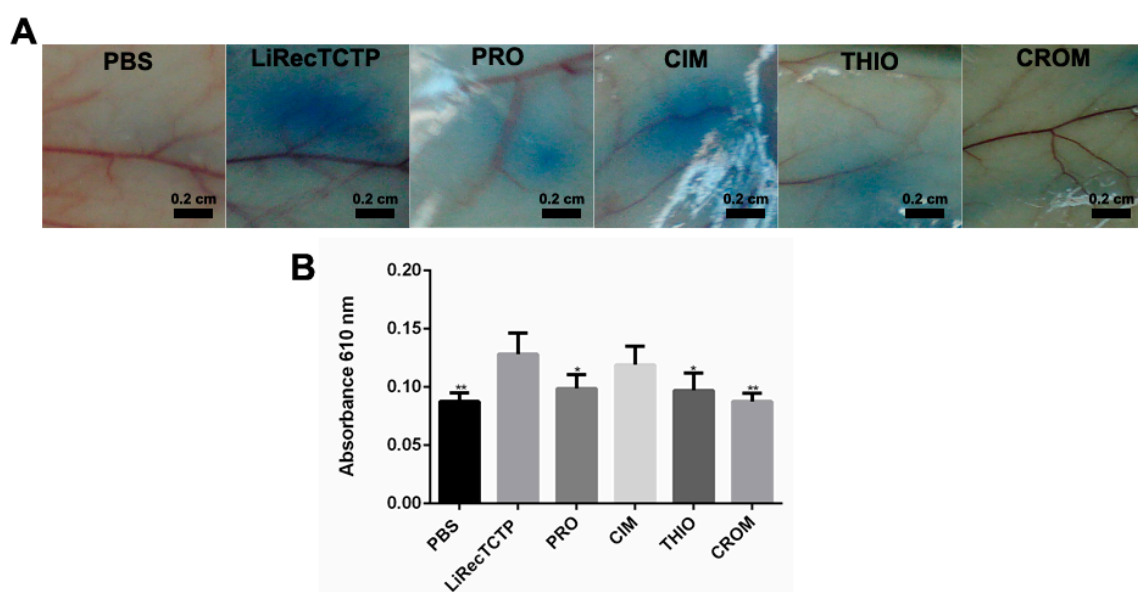 A
PBS
LiRecTCTP
PRO
CIM
THIO
CROM
0.2 cm
0.2 cm
0.2 cm
0.2 cm
0.2 cm
0.2 cm
B
Absorbance 610 nm
0.20
0.15
0.10
0.05
0.00
**
*
*
**
PBS
LiRecTCTP
PRO
CIM
THIO
CROM